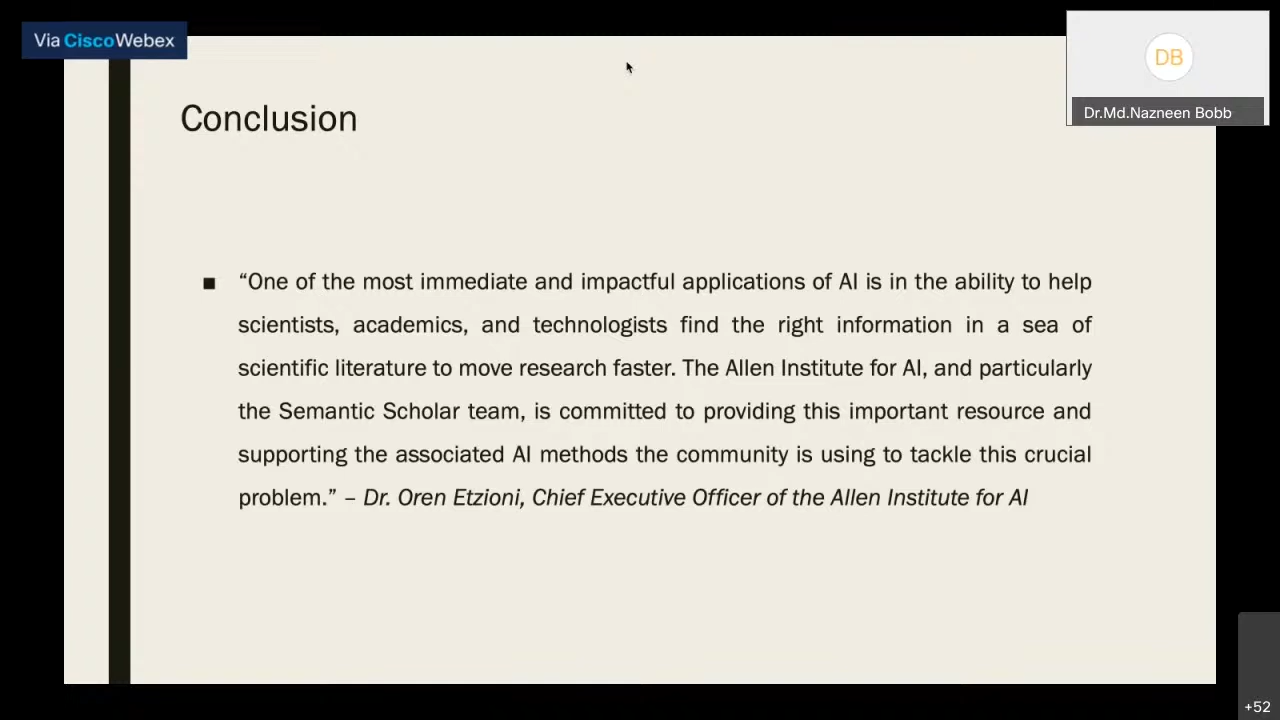 Via CiscoWebex
DB
Dr.Md.Nazneen Bobb
Conclusion
■ “One of the most immediate and impactful applications of AI is in the ability to help
scientists, academics, and technologists find the right information in a sea of
scientific literature to move research faster. The Allen Institute for AI, and particularly
the Semantic Scholar team, is committed to providing this important resource and
supporting the associated AI methods the community is using to tackle this crucial
problem.” – Dr. Oren Etzioni, Chief Executive Officer of the Allen Institute for AI
+52